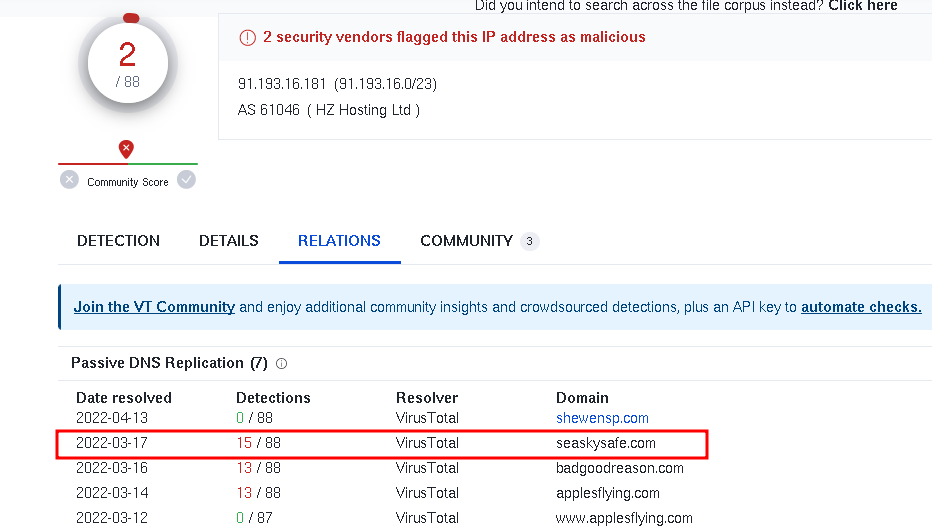 Did you intend to search across the file corpus instead? Click here
2
/ 88
2 security vendors flagged this IP address as malicious
91.193.16.181 (91.193.16.0/23)
AS 61046 ( HZ Hosting Ltd )
Community Score
DETECTION DETAILS RELATIONS COMMUNITY 3
Join the VT Community and enjoy additional community insights and crowdsourced detections, plus an API key to automate checks.
Passive DNS Replication (7)
Date resolved Detections Resolver Domain
2022-04-13 0 / 88 VirusTotal shewensp.com
2022-03-17 15 / 88 VirusTotal seaskysafe.com
2022-03-16 13 / 88 VirusTotal badgoodreason.com
2022-03-14 13 / 88 VirusTotal applesflying.com
2022-03-12 0 / 87 VirusTotal www.applesflying.com